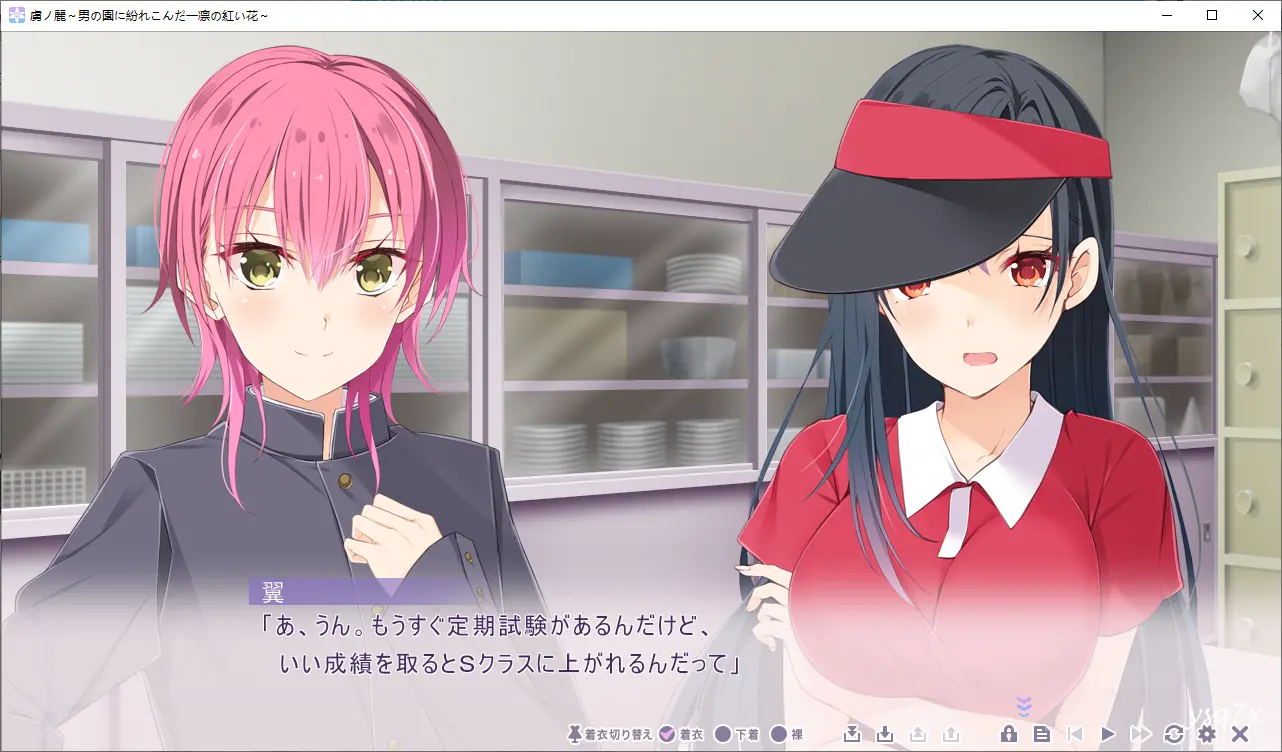 虜ノ麗~男の園に紛れこんだ一凛の紅い花~
翼
「あ、うん。もうすぐ定期試験があるんだけど、
いい成績を取るとSクラスに上がれるんだって」
着衣切り替え 着衣 下着 裸
ysq7x